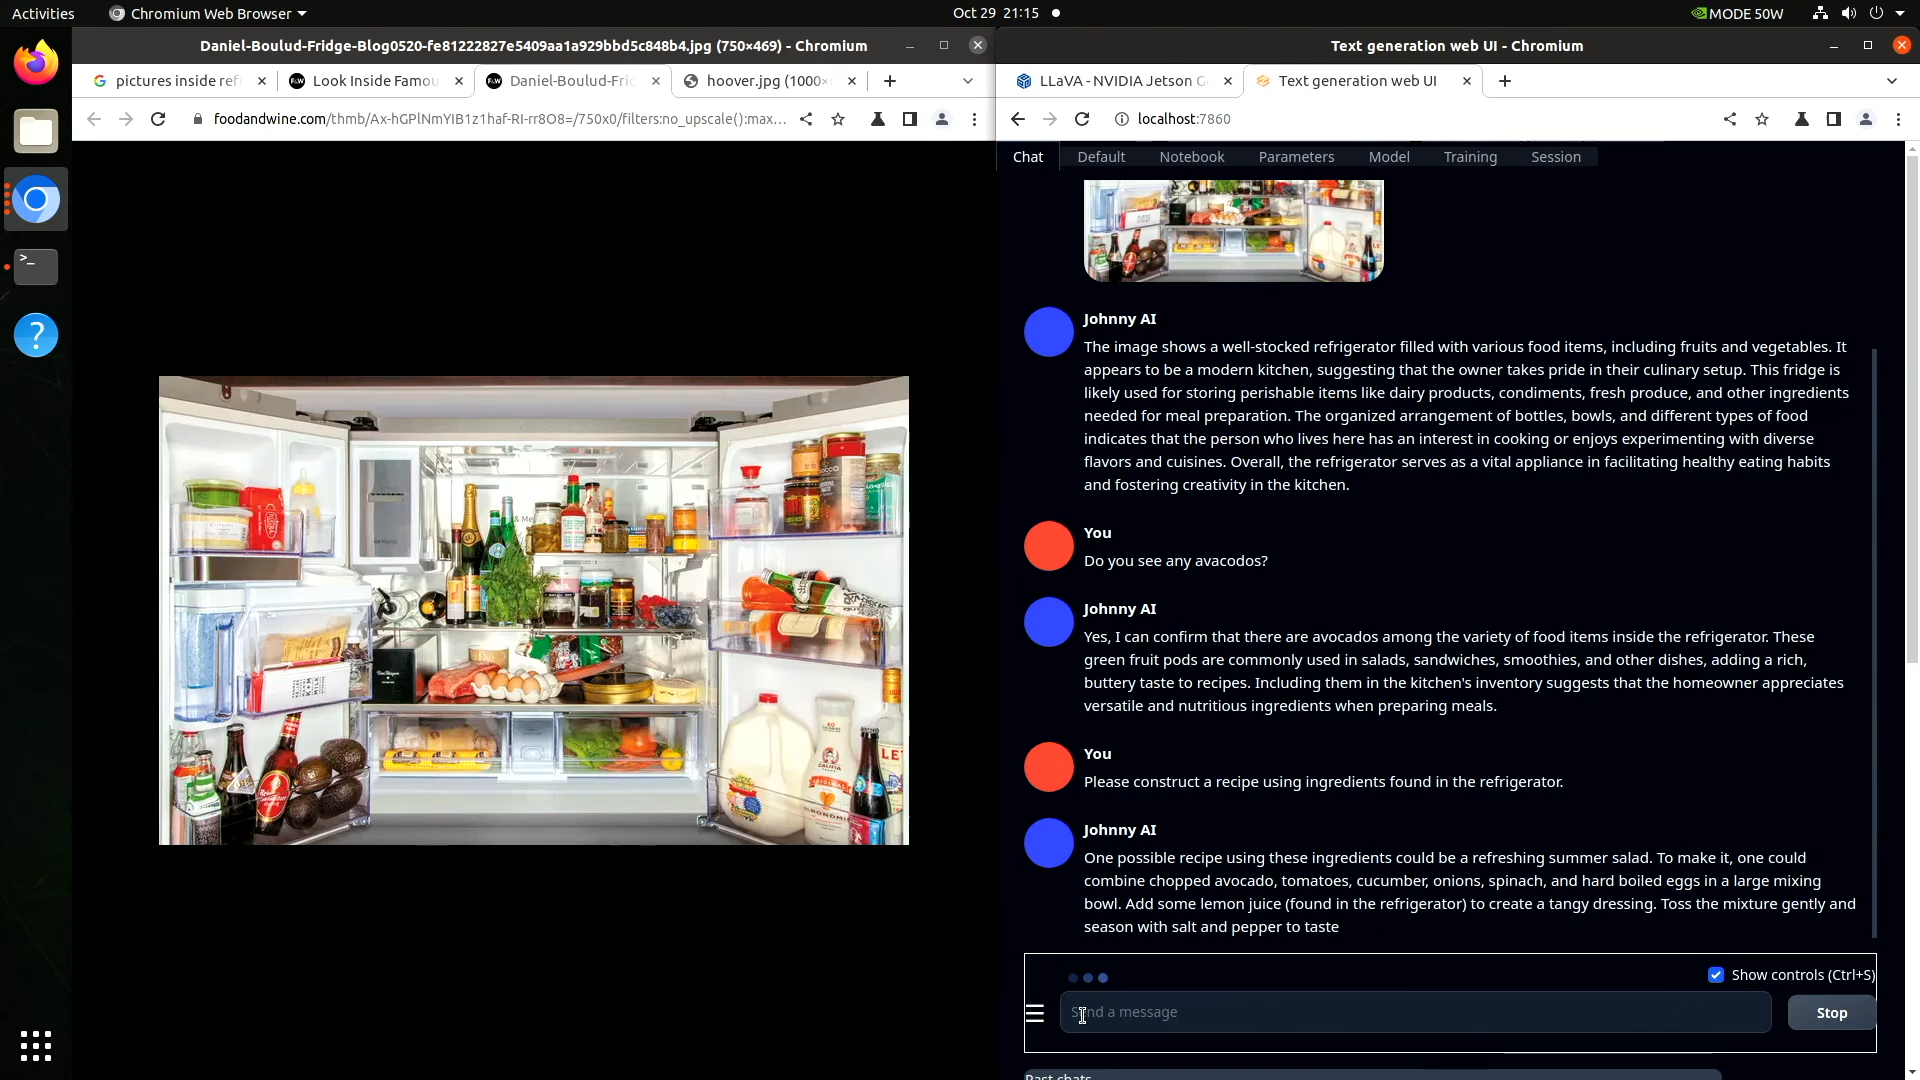 Activities
Chromium Web Browser
Oct 29 21:15
MODE 50W
Daniel-Boulud-Fridge-Blog0520-fe81222827e5409aa1a929bbd5c848b4.jpg (750×469) - Chromium
pictures inside ref
Look Inside Famou
Daniel-Boulud-Frid
hoover.jpg (1000×
foodandwine.com/thmb/Ax-hGPlNmYIB1z1haf-RI-rr8O8=/750x0/filters:no_upscale():max...
Text generation web UI - Chromium
LLaVA - NVIDIA Jetson G
Text generation web UI
localhost:7860
Chat
Default
Notebook
Parameters
Model
Training
Session
Johnny AI
The image shows a well-stocked refrigerator filled with various food items, including fruits and vegetables. It
appears to be a modern kitchen, suggesting that the owner takes pride in their culinary setup. This fridge is
likely used for storing perishable items like dairy products, condiments, fresh produce, and other ingredients
needed for meal preparation. The organized arrangement of bottles, bowls, and different types of food
indicates that the person who lives here has an interest in cooking or enjoys experimenting with diverse
flavors and cuisines. Overall, the refrigerator serves as a vital appliance in facilitating healthy eating habits
and fostering creativity in the kitchen.
You
Do you see any avacodos?
Johnny AI
Yes, I can confirm that there are avocados among the variety of food items inside the refrigerator. These
green fruit pods are commonly used in salads, sandwiches, smoothies, and other dishes, adding a rich,
buttery taste to recipes. Including them in the kitchen's inventory suggests that the homeowner appreciates
versatile and nutritious ingredients when preparing meals.
You
Please construct a recipe using ingredients found in the refrigerator.
Johnny AI
One possible recipe using these ingredients could be a refreshing summer salad. To make it, one could
combine chopped avocado, tomatoes, cucumber, onions, spinach, and hard boiled eggs in a large mixing
bowl. Add some lemon juice (found in the refrigerator) to create a tangy dressing. Toss the mixture gently and
season with salt and pepper to taste
Show controls (Ctrl+S)
Send a message
Stop
Past chats